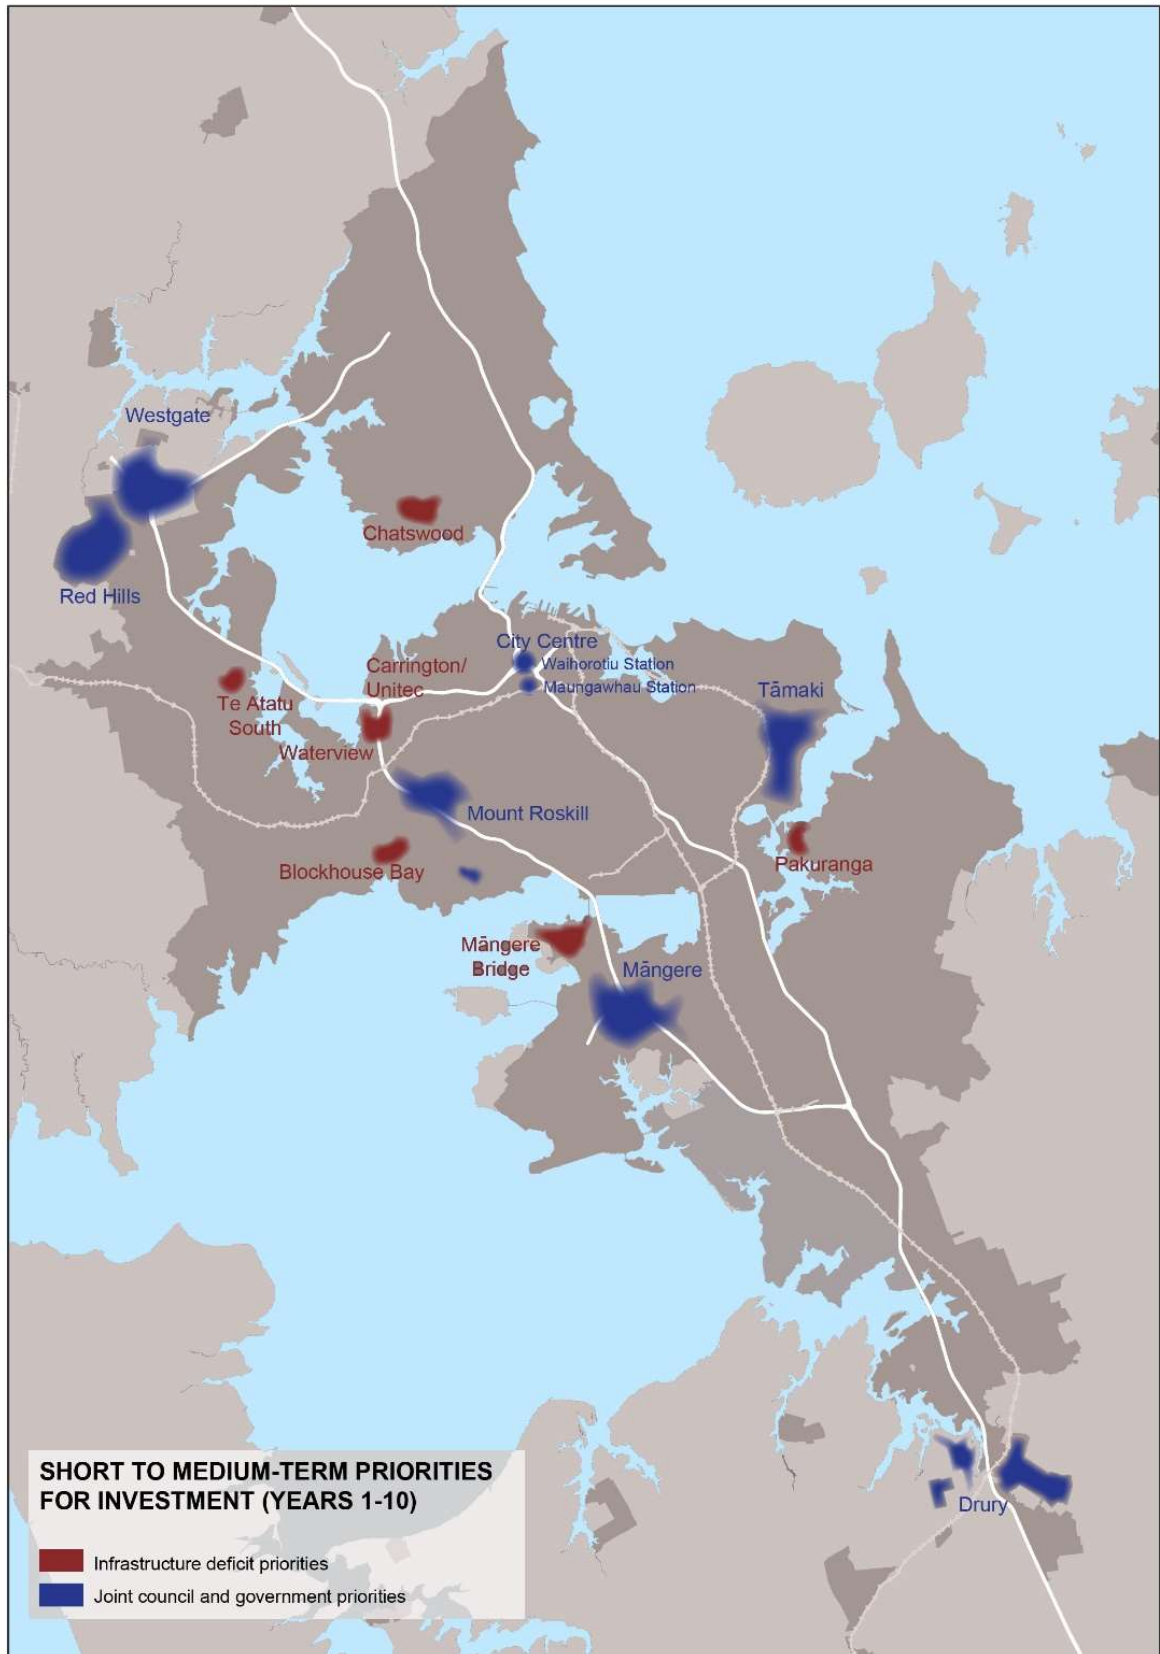 Westgate
Red Hills
Chatswood
City Centre
Waihorotiu Station
Maungawhau Station
Carrington/
Unitec
Te Atatu
South
Waterview
Tāmaki
Mount Roskill
Pakuranga
Blockhouse Bay
Māngere
Bridge
Māngere
Drury
SHORT TO MEDIUM-TERM PRIORITIES
FOR INVESTMENT (YEARS 1-10)
Infrastructure deficit priorities
Joint council and government priorities